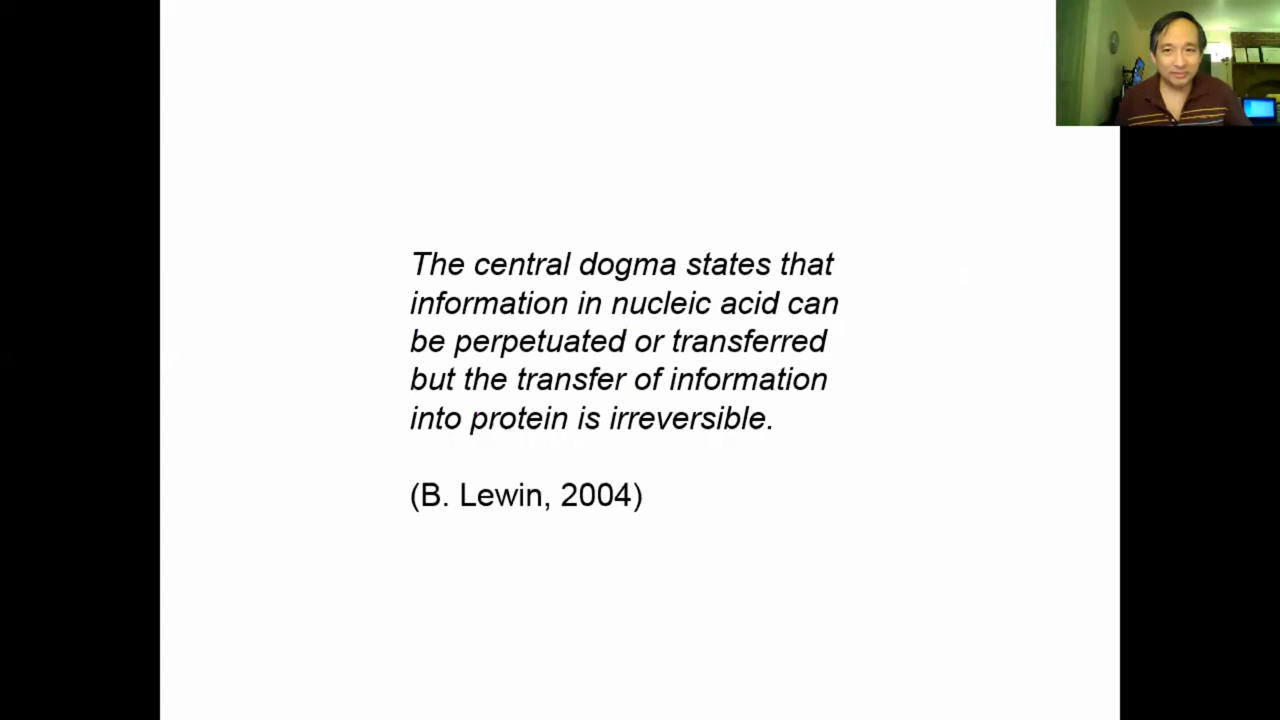 The central dogma states that
information in nucleic acid can
be perpetuated or transferred
but the transfer of information
into protein is irreversible.
(B. Lewin, 2004)